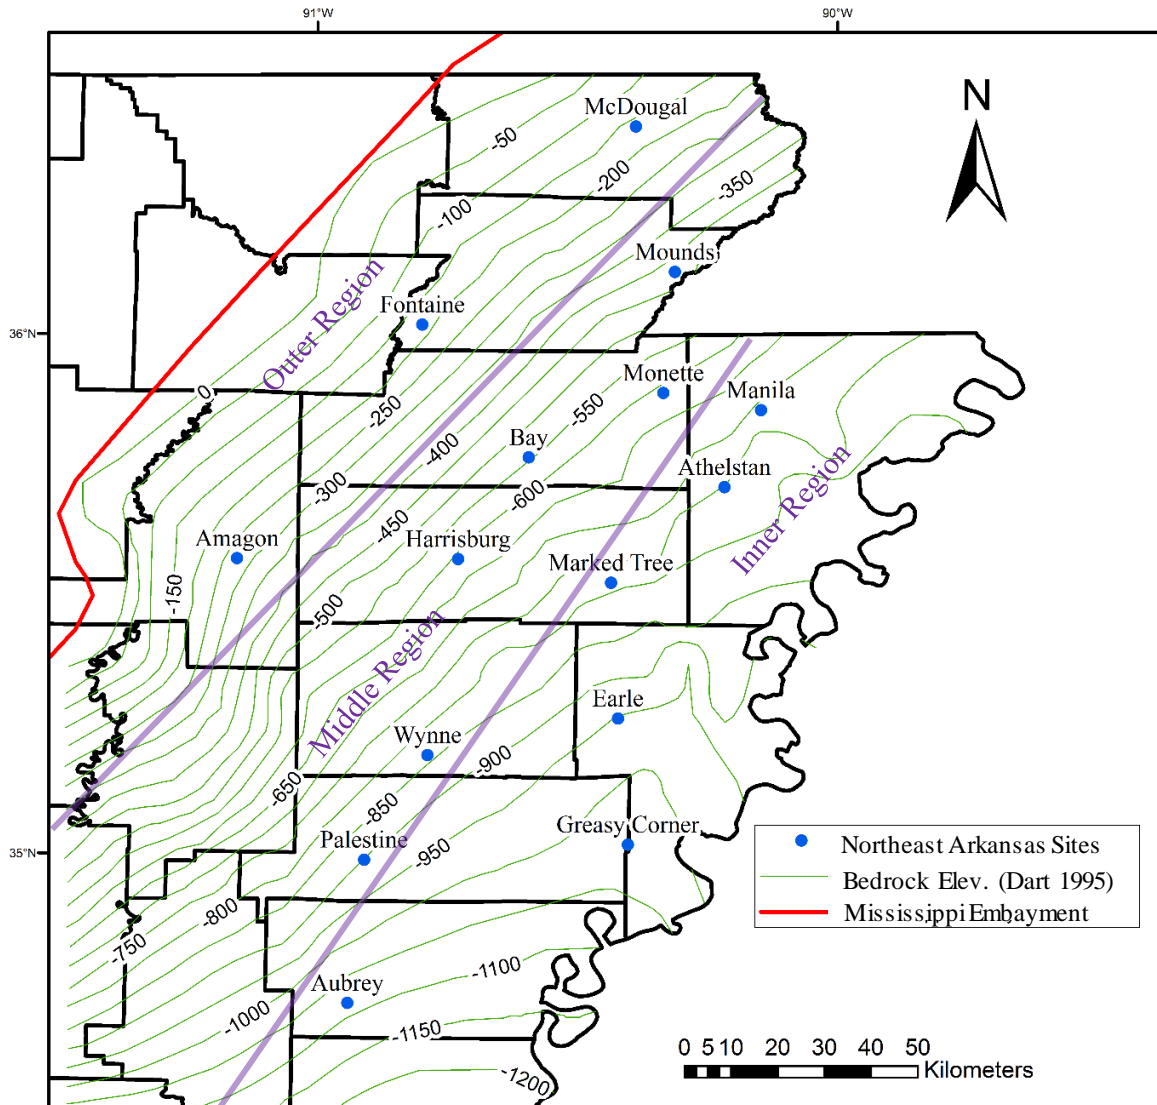 91°W
90°W
N
McDougal
-50
-200
-350
-100
Mounds
Outer Region
Fontaine
36°N
Monette
Manila
0
-250
-550
-400
Bay
Athelstan
-300
-600
Inner Region
-450
Amagon
Harrisburg
Marked Tree
-150
-500
Middle Region
Earle
Wynne
-900
-650
-850
Greasy Corner
Palestine
35°N
-950
Northeast Arkansas Sites
Bedrock Elev. (Dart 1995)
Mississippi Embayment
-800
-750
-1100
Aubrey
-1000
-1150
0 5 10 20 30 40 50
Kilometers
-1200